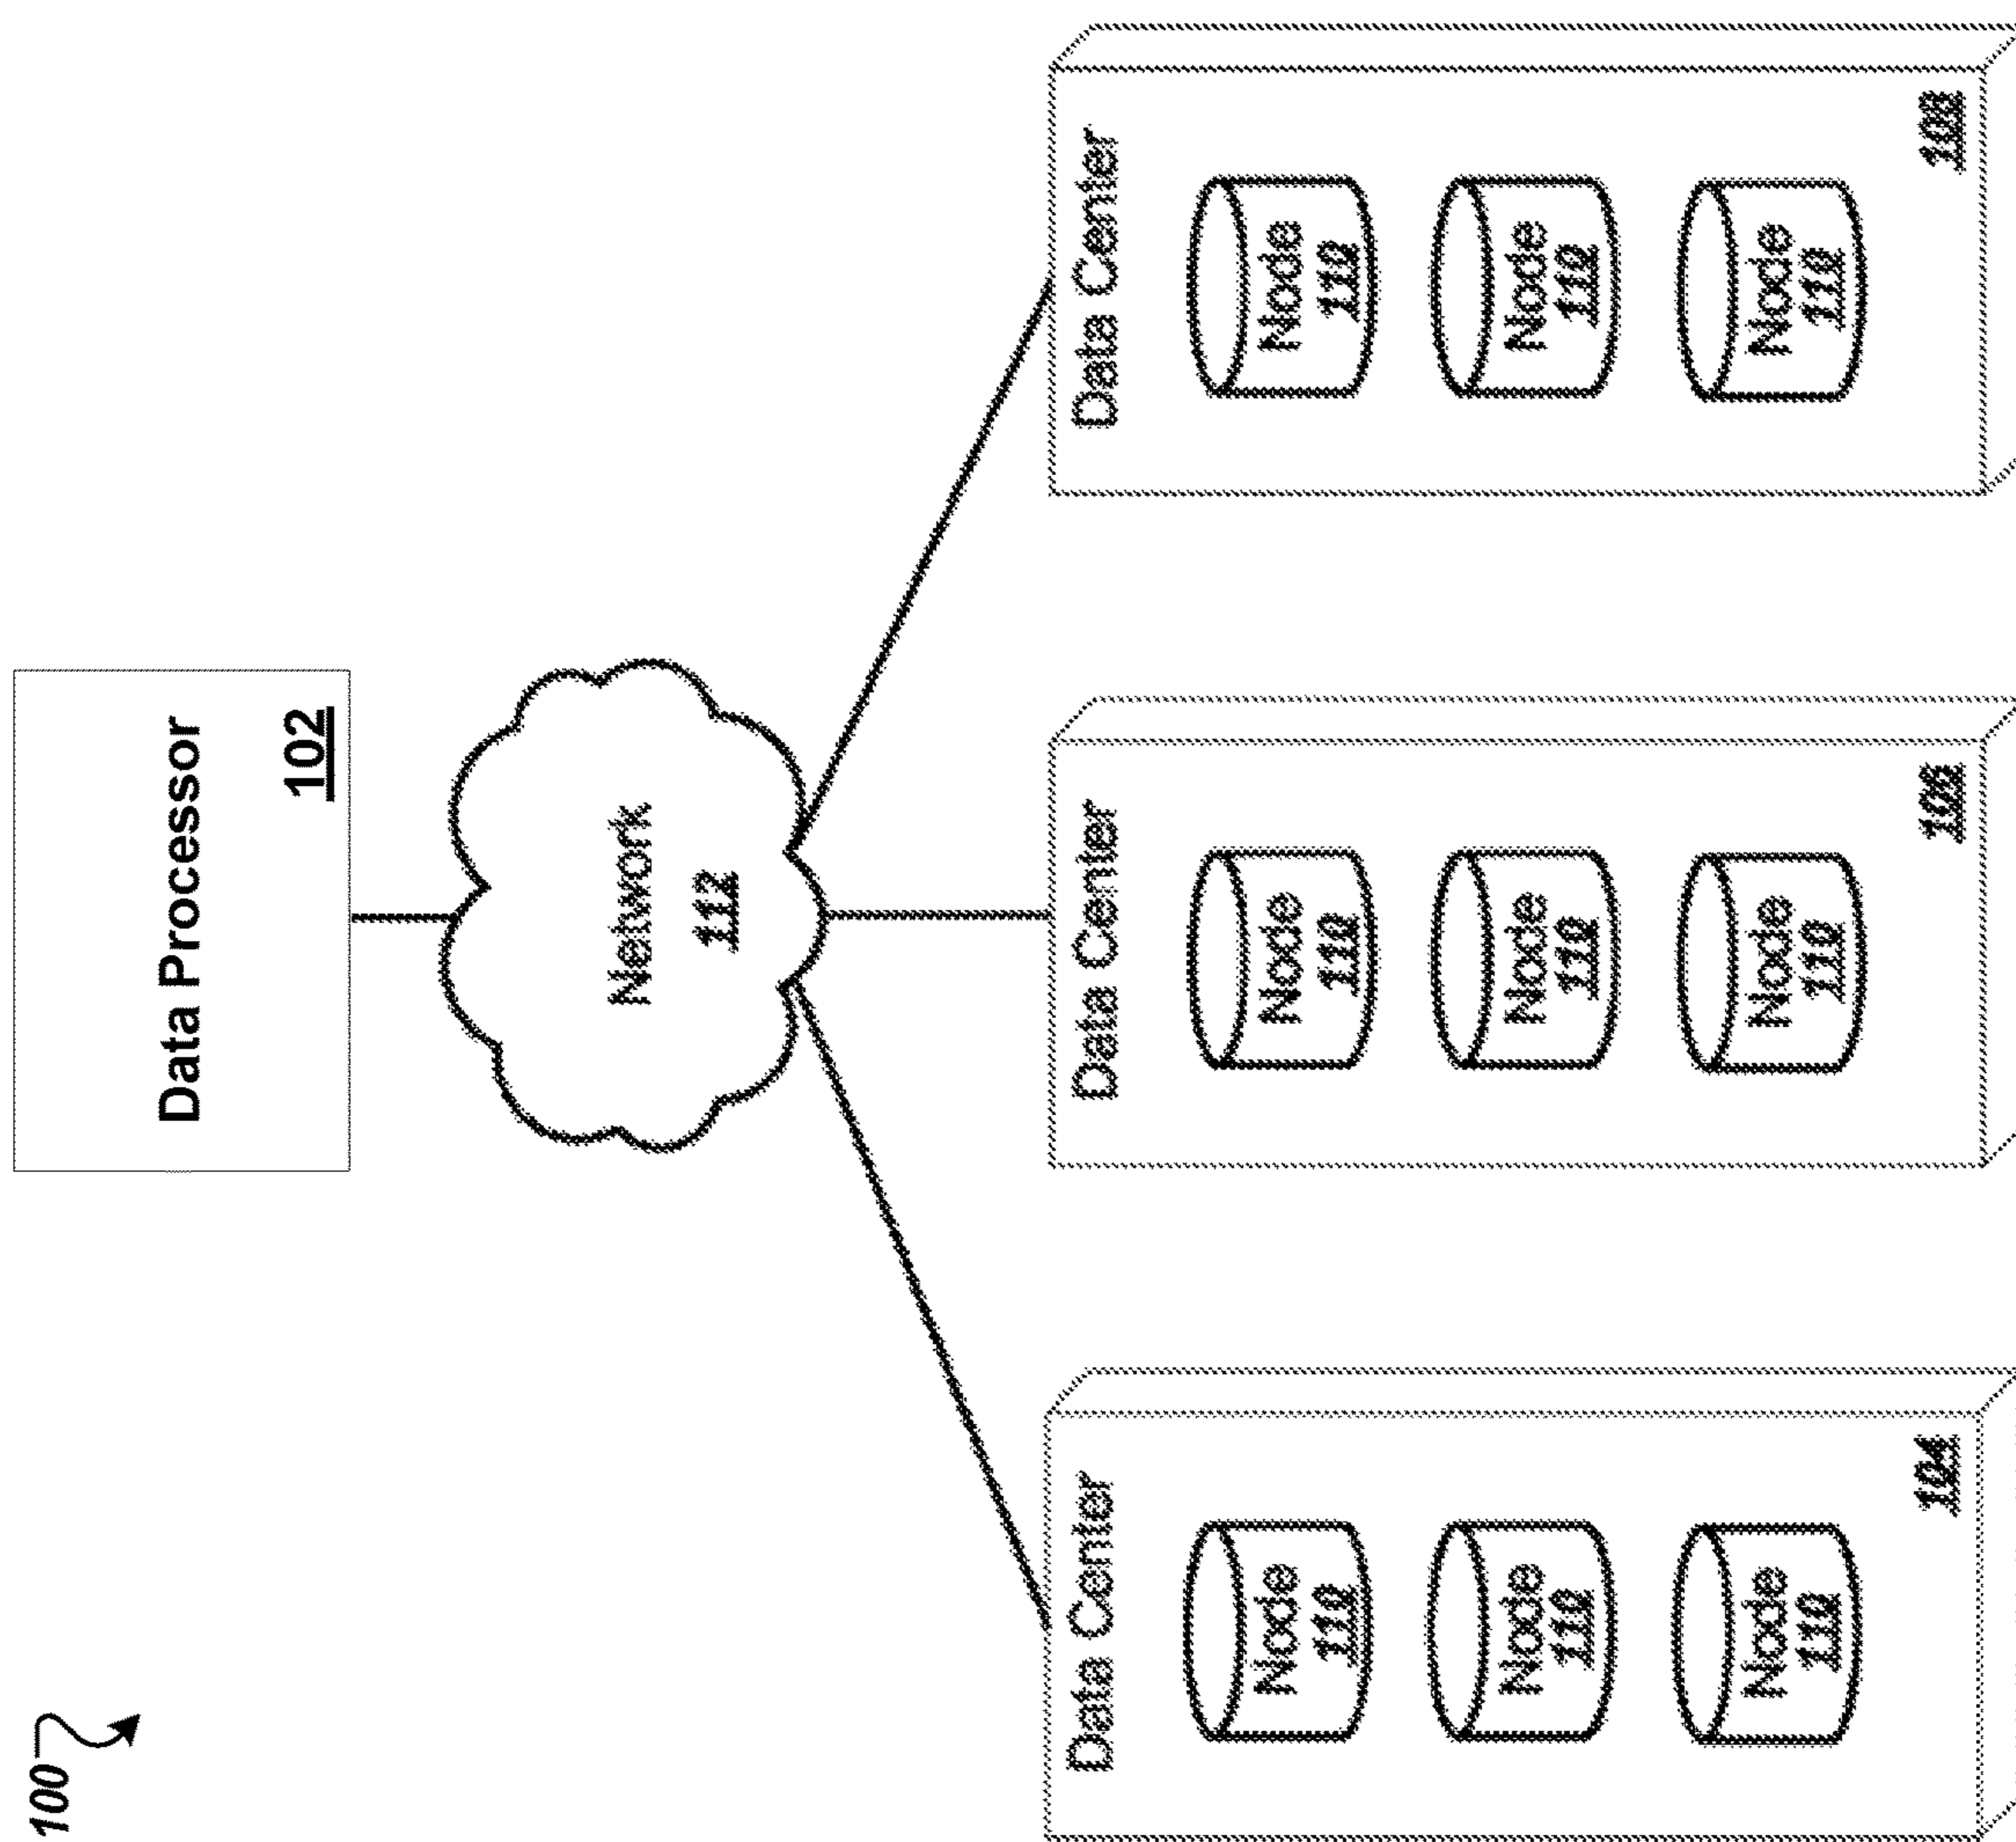 100
Data Processor
102
Network
112
Data Center
Node
110
Node
110
Node
110
104
Data Center
Node
110
Node
110
Node
110
106
Data Center
Node
110
Node
110
Node
110
108